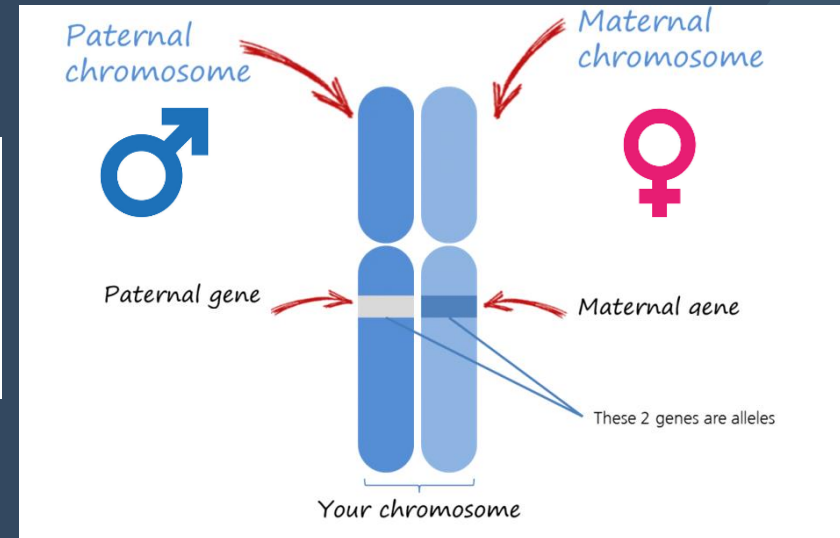 Paternal
chromosome
Maternal
chromosome
Paternal gene
Maternal gene
These 2 genes are alleles
Your chromosome